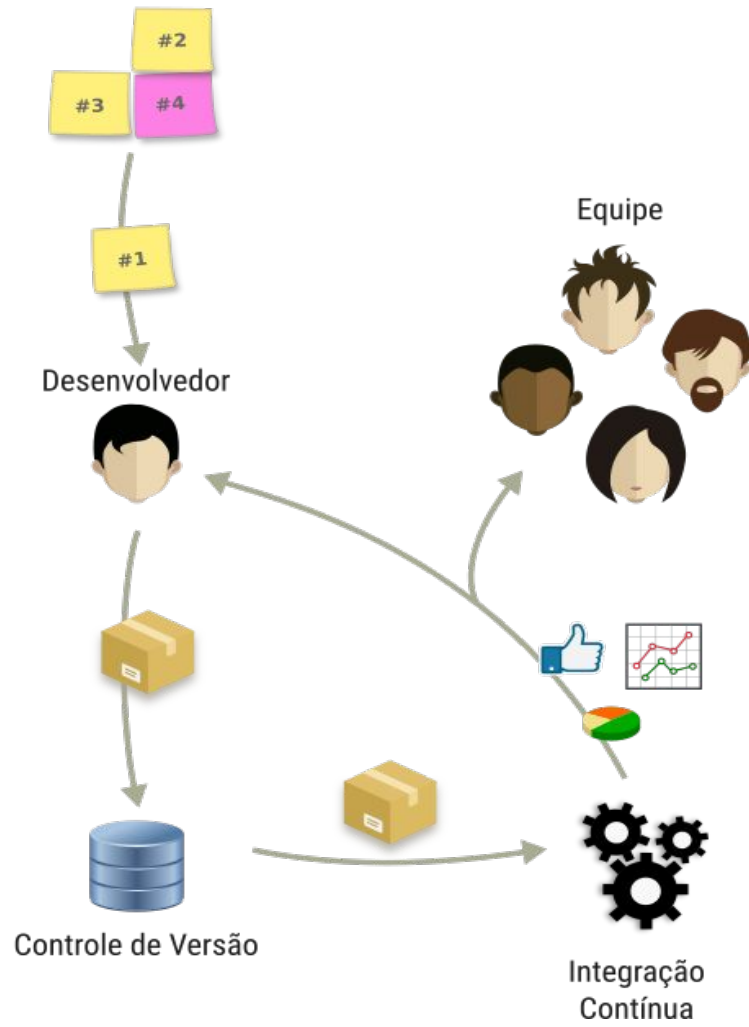 #2
#3
#4
#1
Equipe
Desenvolvedor
Controle de Versão
Integração
Contínua